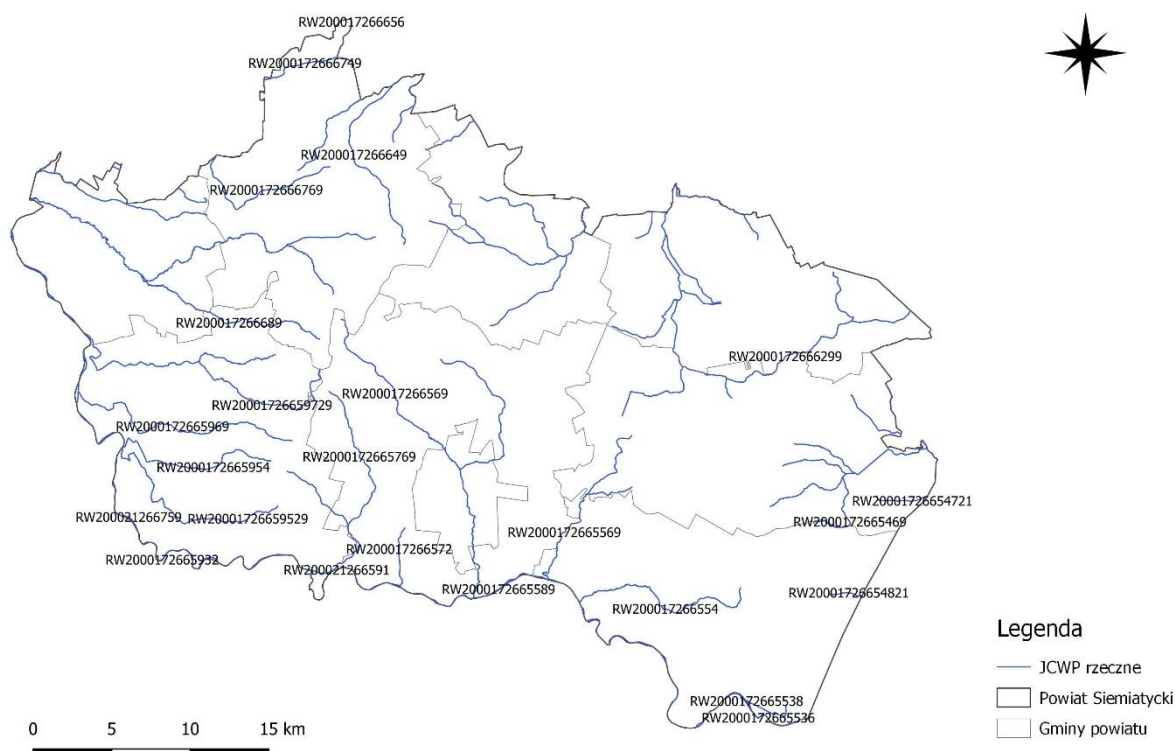 RW200017266656
RW2000172666749
RW200017266649
RW2000172666769
RW200017266689
RW2000172666299
RW200017266569
RW20001726659729
RW2000172665969
RW2000172665769
RW2000172665954
RW20001726654721
RW200021266759
RW20001726659529
RW2000172665469
RW2000172665569
RW2000172665932
RW2000172666572
RW200021266591
RW2000172665589
RW20001726654821
RW200017266554
RW2000172665538
RW2000172665536
Legenda
JCWP rzeczne
Powiat Siemiatycki
Gminy powiatu
0 5 10 15 km